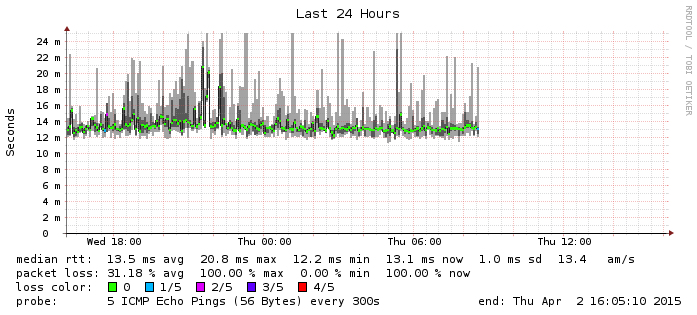 Last 24 Hours
RRDTOOL / TOBI OETIKER
Seconds
24 m
22 m
20 m
18 m
16 m
14 m
12 m
10 m
8 m
6 m
4 m
2 m
0
Wed 18:00 Thu 00:00 Thu 06:00 Thu 12:00
median rtt: 13.5 ms avg 20.8 ms max 12.2 ms min 13.1 ms now 1.0 ms sd 13.4 am/s
packet loss: 31.18 % avg 100.00 % max 0.00 % min 100.00 % now
loss color: 0 1/5 2/5 3/5 4/5
probe: 5 ICMP Echo Pings (56 Bytes) every 300s end: Thu Apr 2 16:05:10 2015